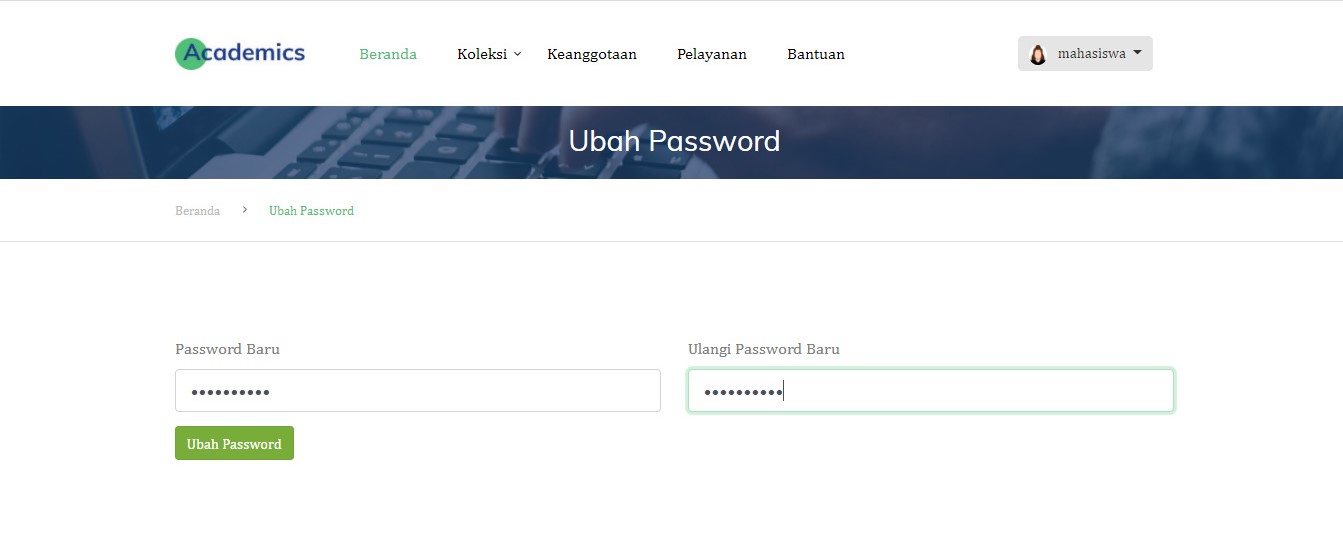 Academics
Beranda Koleksi Keanggotaan Pelayanan Bantuan mahasiswa
Ubah Password
Beranda > Ubah Password
Password Baru Ulangi Password Baru
•••••••••• ••••••••••
Ubah Password